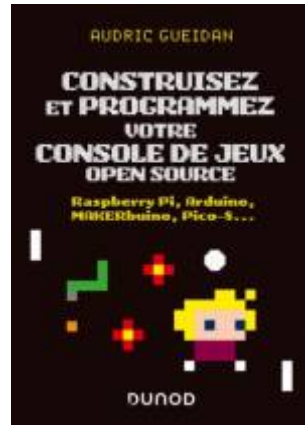 AUDRIC GUEIDAN
CONSTRUISEZ
ET PROGRAMMEZ
VOTRE
CONSOLE DE JEUX
OPEN SOURCE
Raspberry Pi, Arduino,
MAKERbuino, Pico-8...
DUNOD